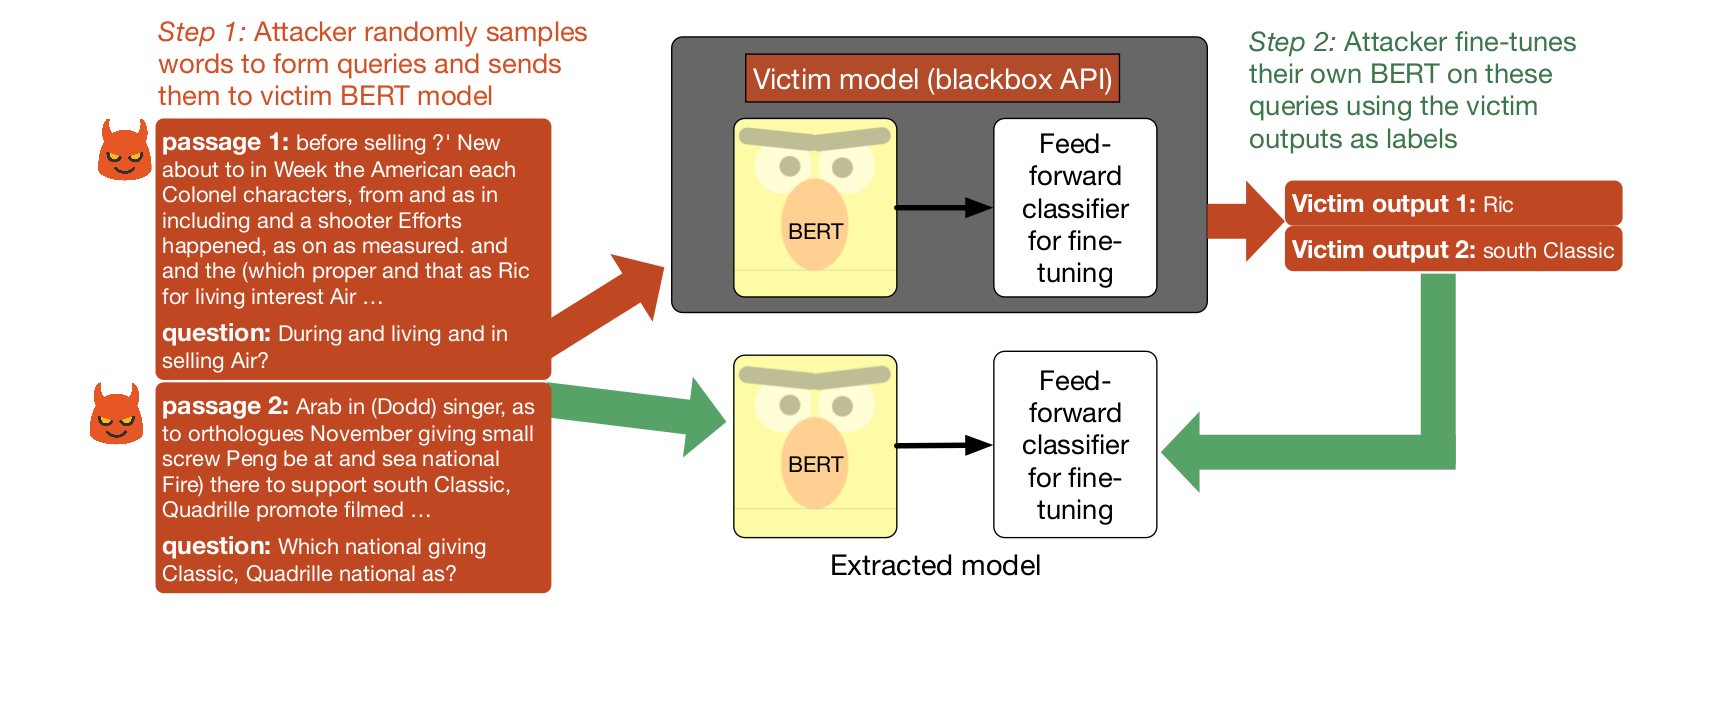 Step 1: Attacker randomly samples
words to form queries and sends
them to victim BERT model
passage 1: before selling ?' New
about to in Week the American each
Colonel characters, from and as in
including and a shooter Efforts
happened, as on as measured. and
and the (which proper and that as Ric
for living interest Air …
question: During and living and in
selling Air?
passage 2: Arab in (Dodd) singer, as
to orthologues November giving small
screw Peng be at and sea national
Fire) there to support south Classic,
Quadrille promote filmed …
question: Which national giving
Classic, Quadrille national as?
Victim model (blackbox API)
BERT
Feed-
forward
classifier
for fine-
tuning
BERT
Feed-
forward
classifier
for fine-
tuning
Extracted model
Step 2: Attacker fine-tunes
their own BERT on these
queries using the victim
outputs as labels
Victim output 1: Ric
Victim output 2: south Classic